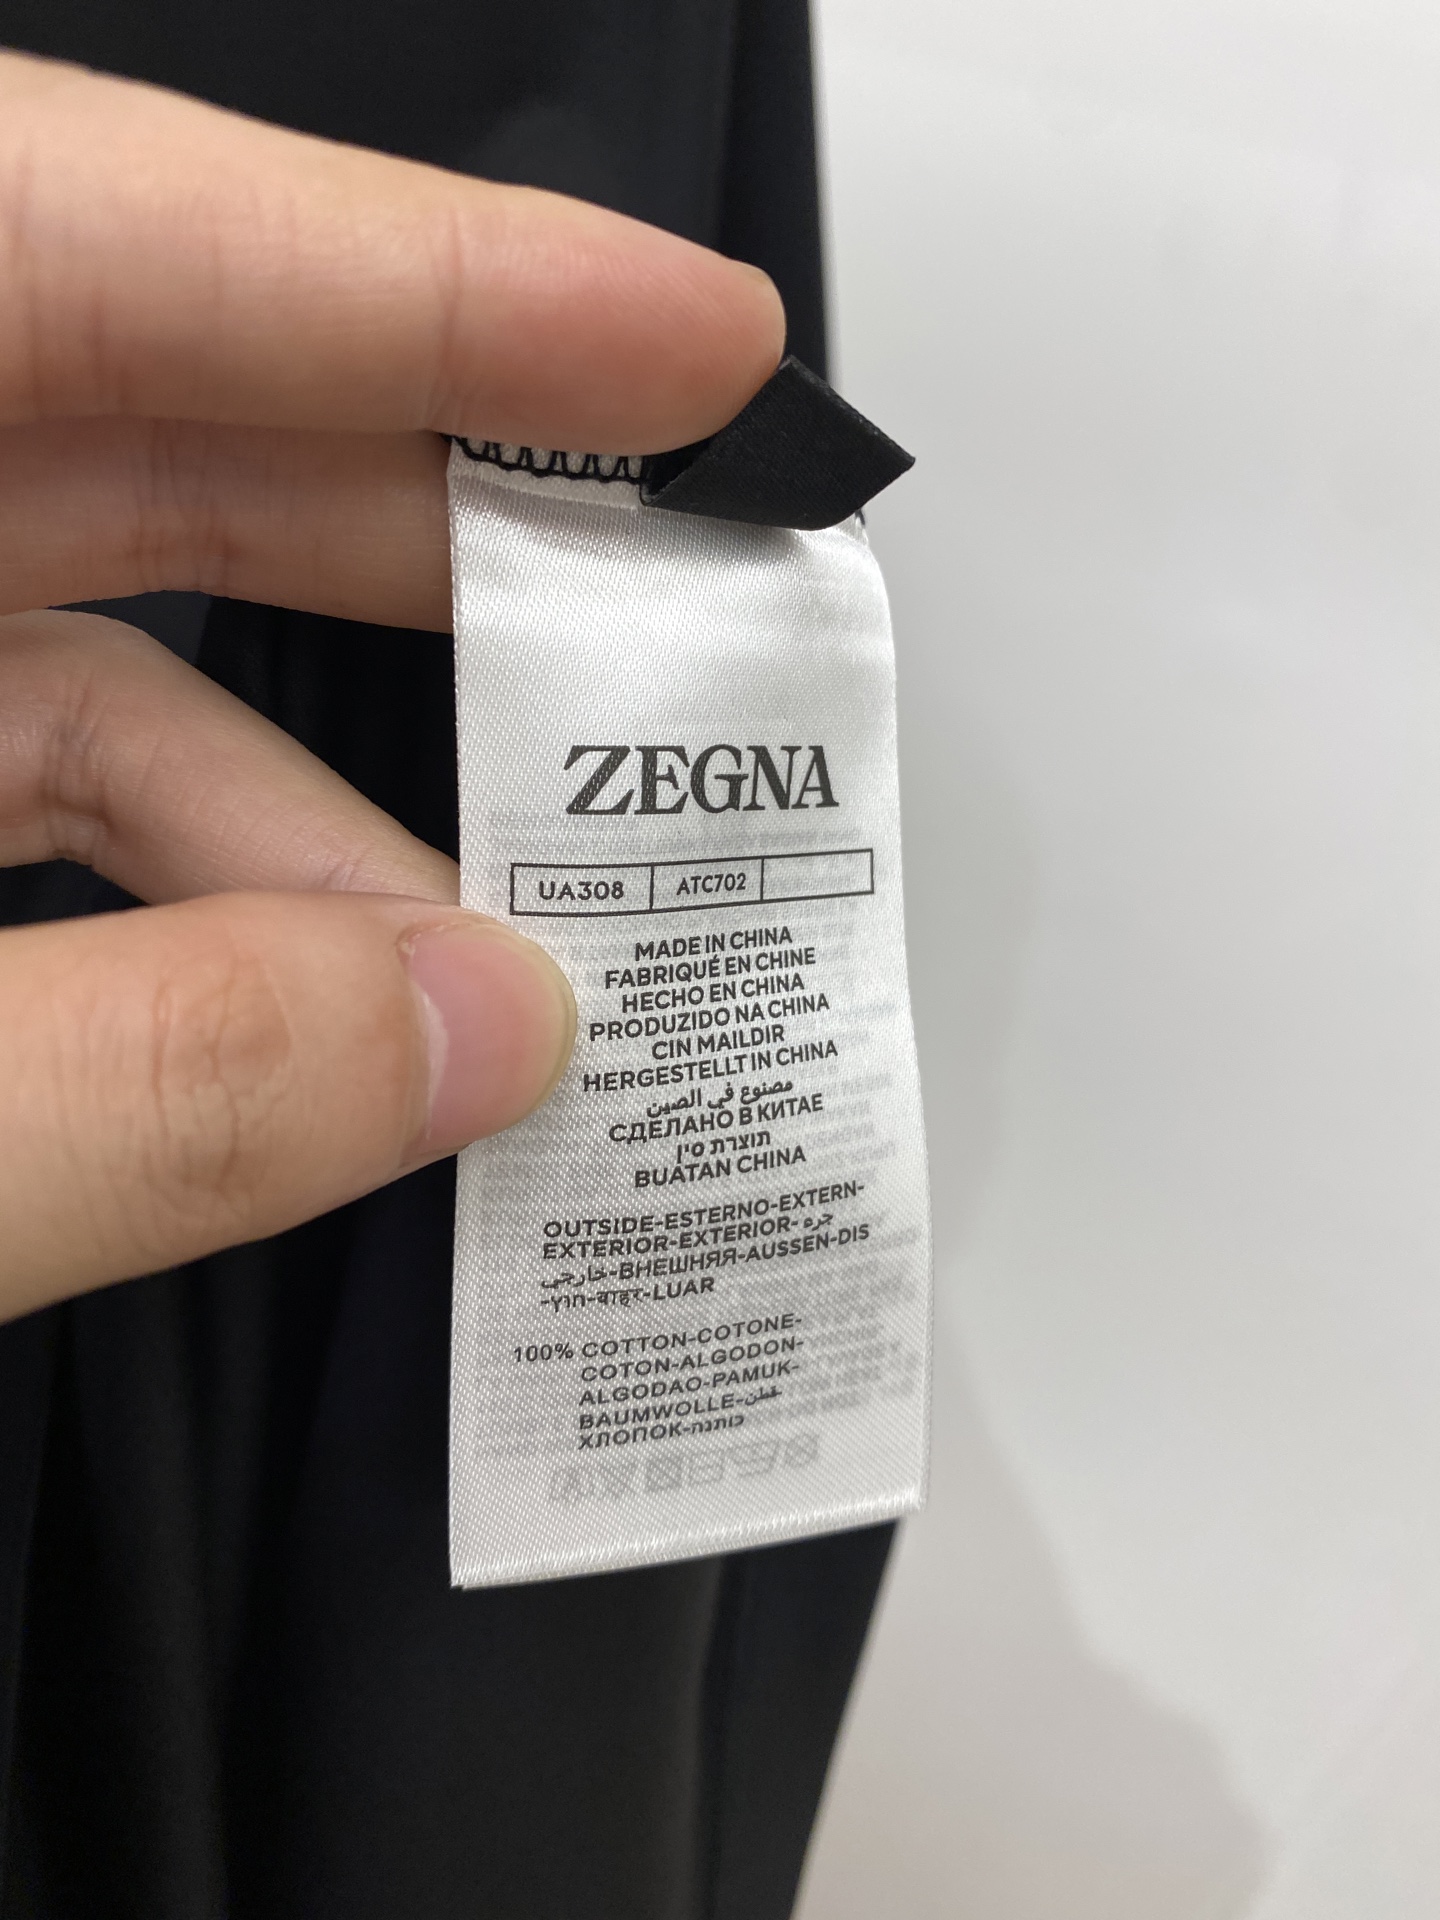 ZEGNA
UA308 ATC702
MADE IN CHINA
FABRIQUÉ EN CHINE
HECHO EN CHINA
PRODUZIDO NA CHINA
CIN MAILDIR
HERGESTELLT IN CHINA
مصنوع في الصين
СДЕЛАНО В КИТАЕ
תוצרת סין
BUATAN CHINA
OUTSIDE-ESTERNO-EXTERN-
EXTERIOR-EXTERIOR-جره
خارجي-ВНЕШНЯЯ-AUSSEN-DIS
-חוץ-बाहर-LUAR
100% COTTON-COTONE-
COTON-ALGODON-
ALGODAO-PAMUK-
BAUMWOLLE-قطن
ХЛОПОК-כותנה